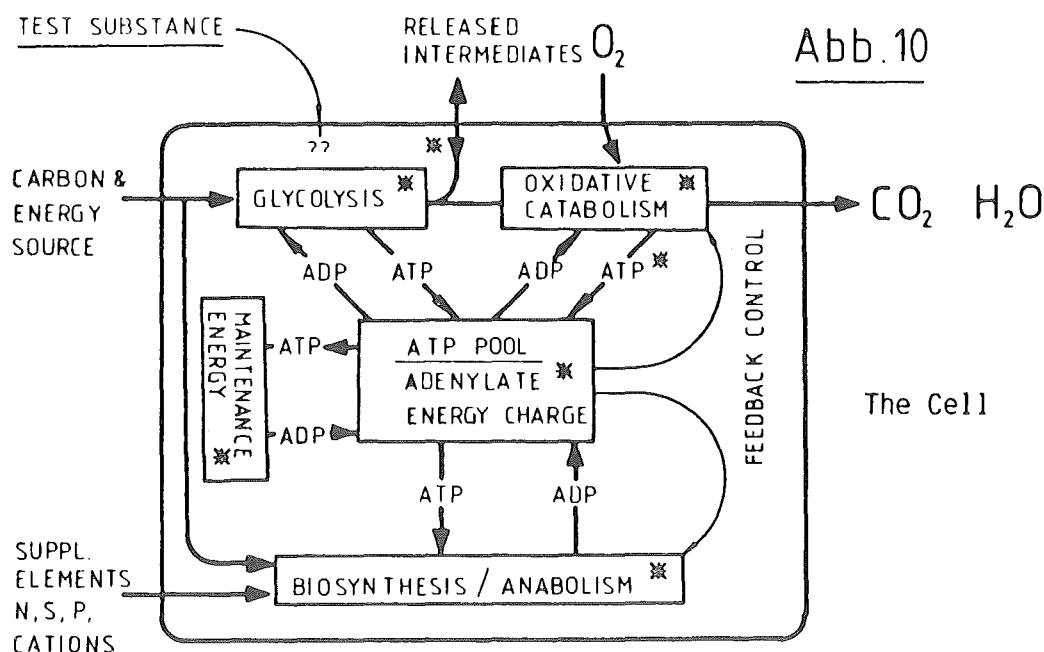 TEST SUBSTANCE
RELEASED
INTERMEDIATES
O₂
Abb.10
??
CARBON &
ENERGY
SOURCE
GLYCOLYSIS
OXIDATIVE
CATABOLISM
CO₂ H₂O
ADP
ATP
ADP
ATP
FEEDBACK CONTROL
MAINTENANCE
ENERGY
ATP
ADP
ATP POOL
ADENYLATE
ENERGY CHARGE
The Cell
ATP
ADP
SUPPL.
ELEMENTS
N, S, P,
CATIONS
BIOSYNTHESIS / ANABOLISM